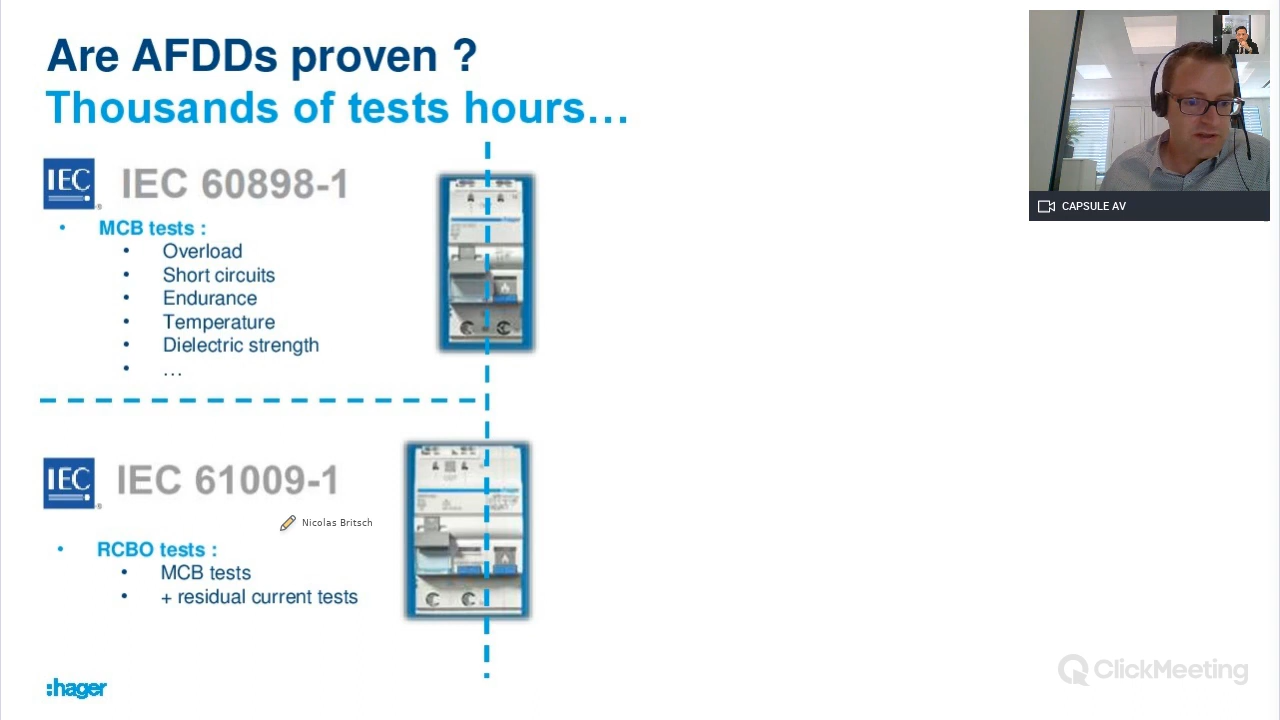 Are AFDDs proven ?
Thousands of tests hours…
IEC IEC 60898-1
• MCB tests :
• Overload
• Short circuits
• Endurance
• Temperature
• Dielectric strength
• …
IEC IEC 61009-1
Nicolas Britsch
• RCBO tests :
• MCB tests
• + residual current tests
:hager
CAPSULE AV
ClickMeeting